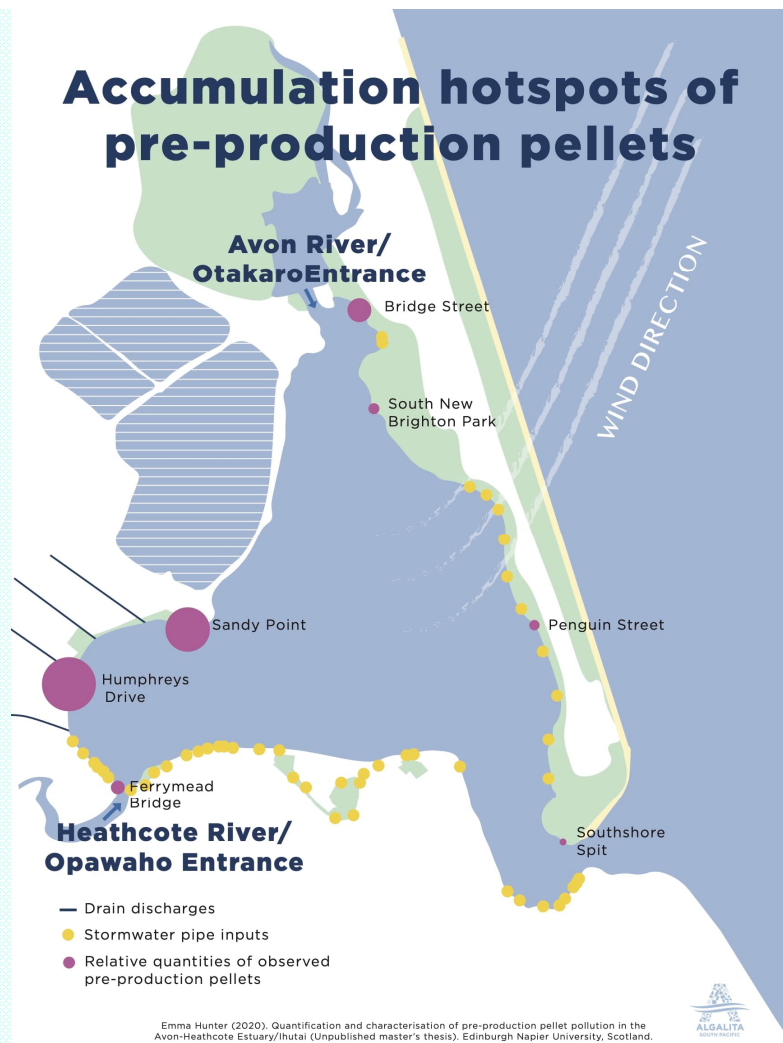 Accumulation hotspots of
pre-production pellets
Avon River/
OtakaroEntrance
Bridge Street
WIND DIRECTION
South New
Brighton Park
Sandy Point
Penguin Street
Humphreys
Drive
Ferrymead
Bridge
Heathcote River/
Opawaho Entrance
Southshore
Spit
Drain discharges
Stormwater pipe inputs
Relative quantities of observed
pre-production pellets
Emma Hunter (2020). Quantification and characterisation of pre-production pellet pollution in the
Avon-Heathcote Estuary/Ihutai (Unpublished master's thesis). Edinburgh Napier University, Scotland.
ALGALITA
SOUTH PACIFIC